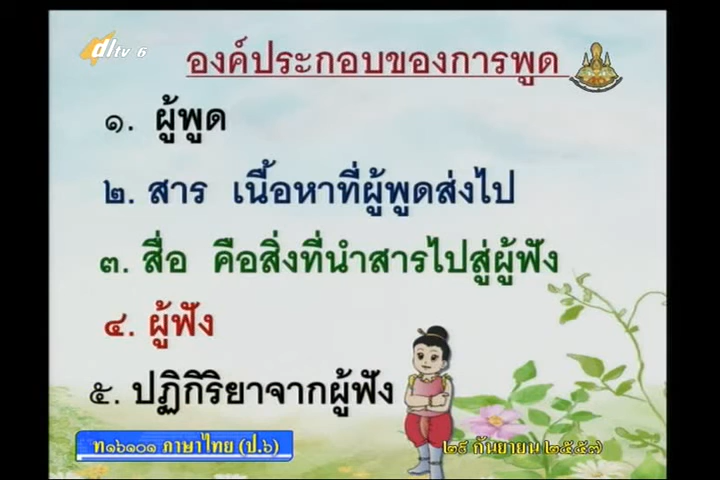 dltv 6
องค์ประกอบของการพูด
๑. ผู้พูด
๒. สาร เนื้อหาที่ผู้พูดส่งไป
๓. สื่อ คือสิ่งที่นำสารไปสู่ผู้ฟัง
๔. ผู้ฟัง
๕. ปฏิกิริยาจากผู้ฟัง
ท๑๖๑๐๑ ภาษาไทย (ป.๖)
๒๙ กันยายน ๒๕๕๗